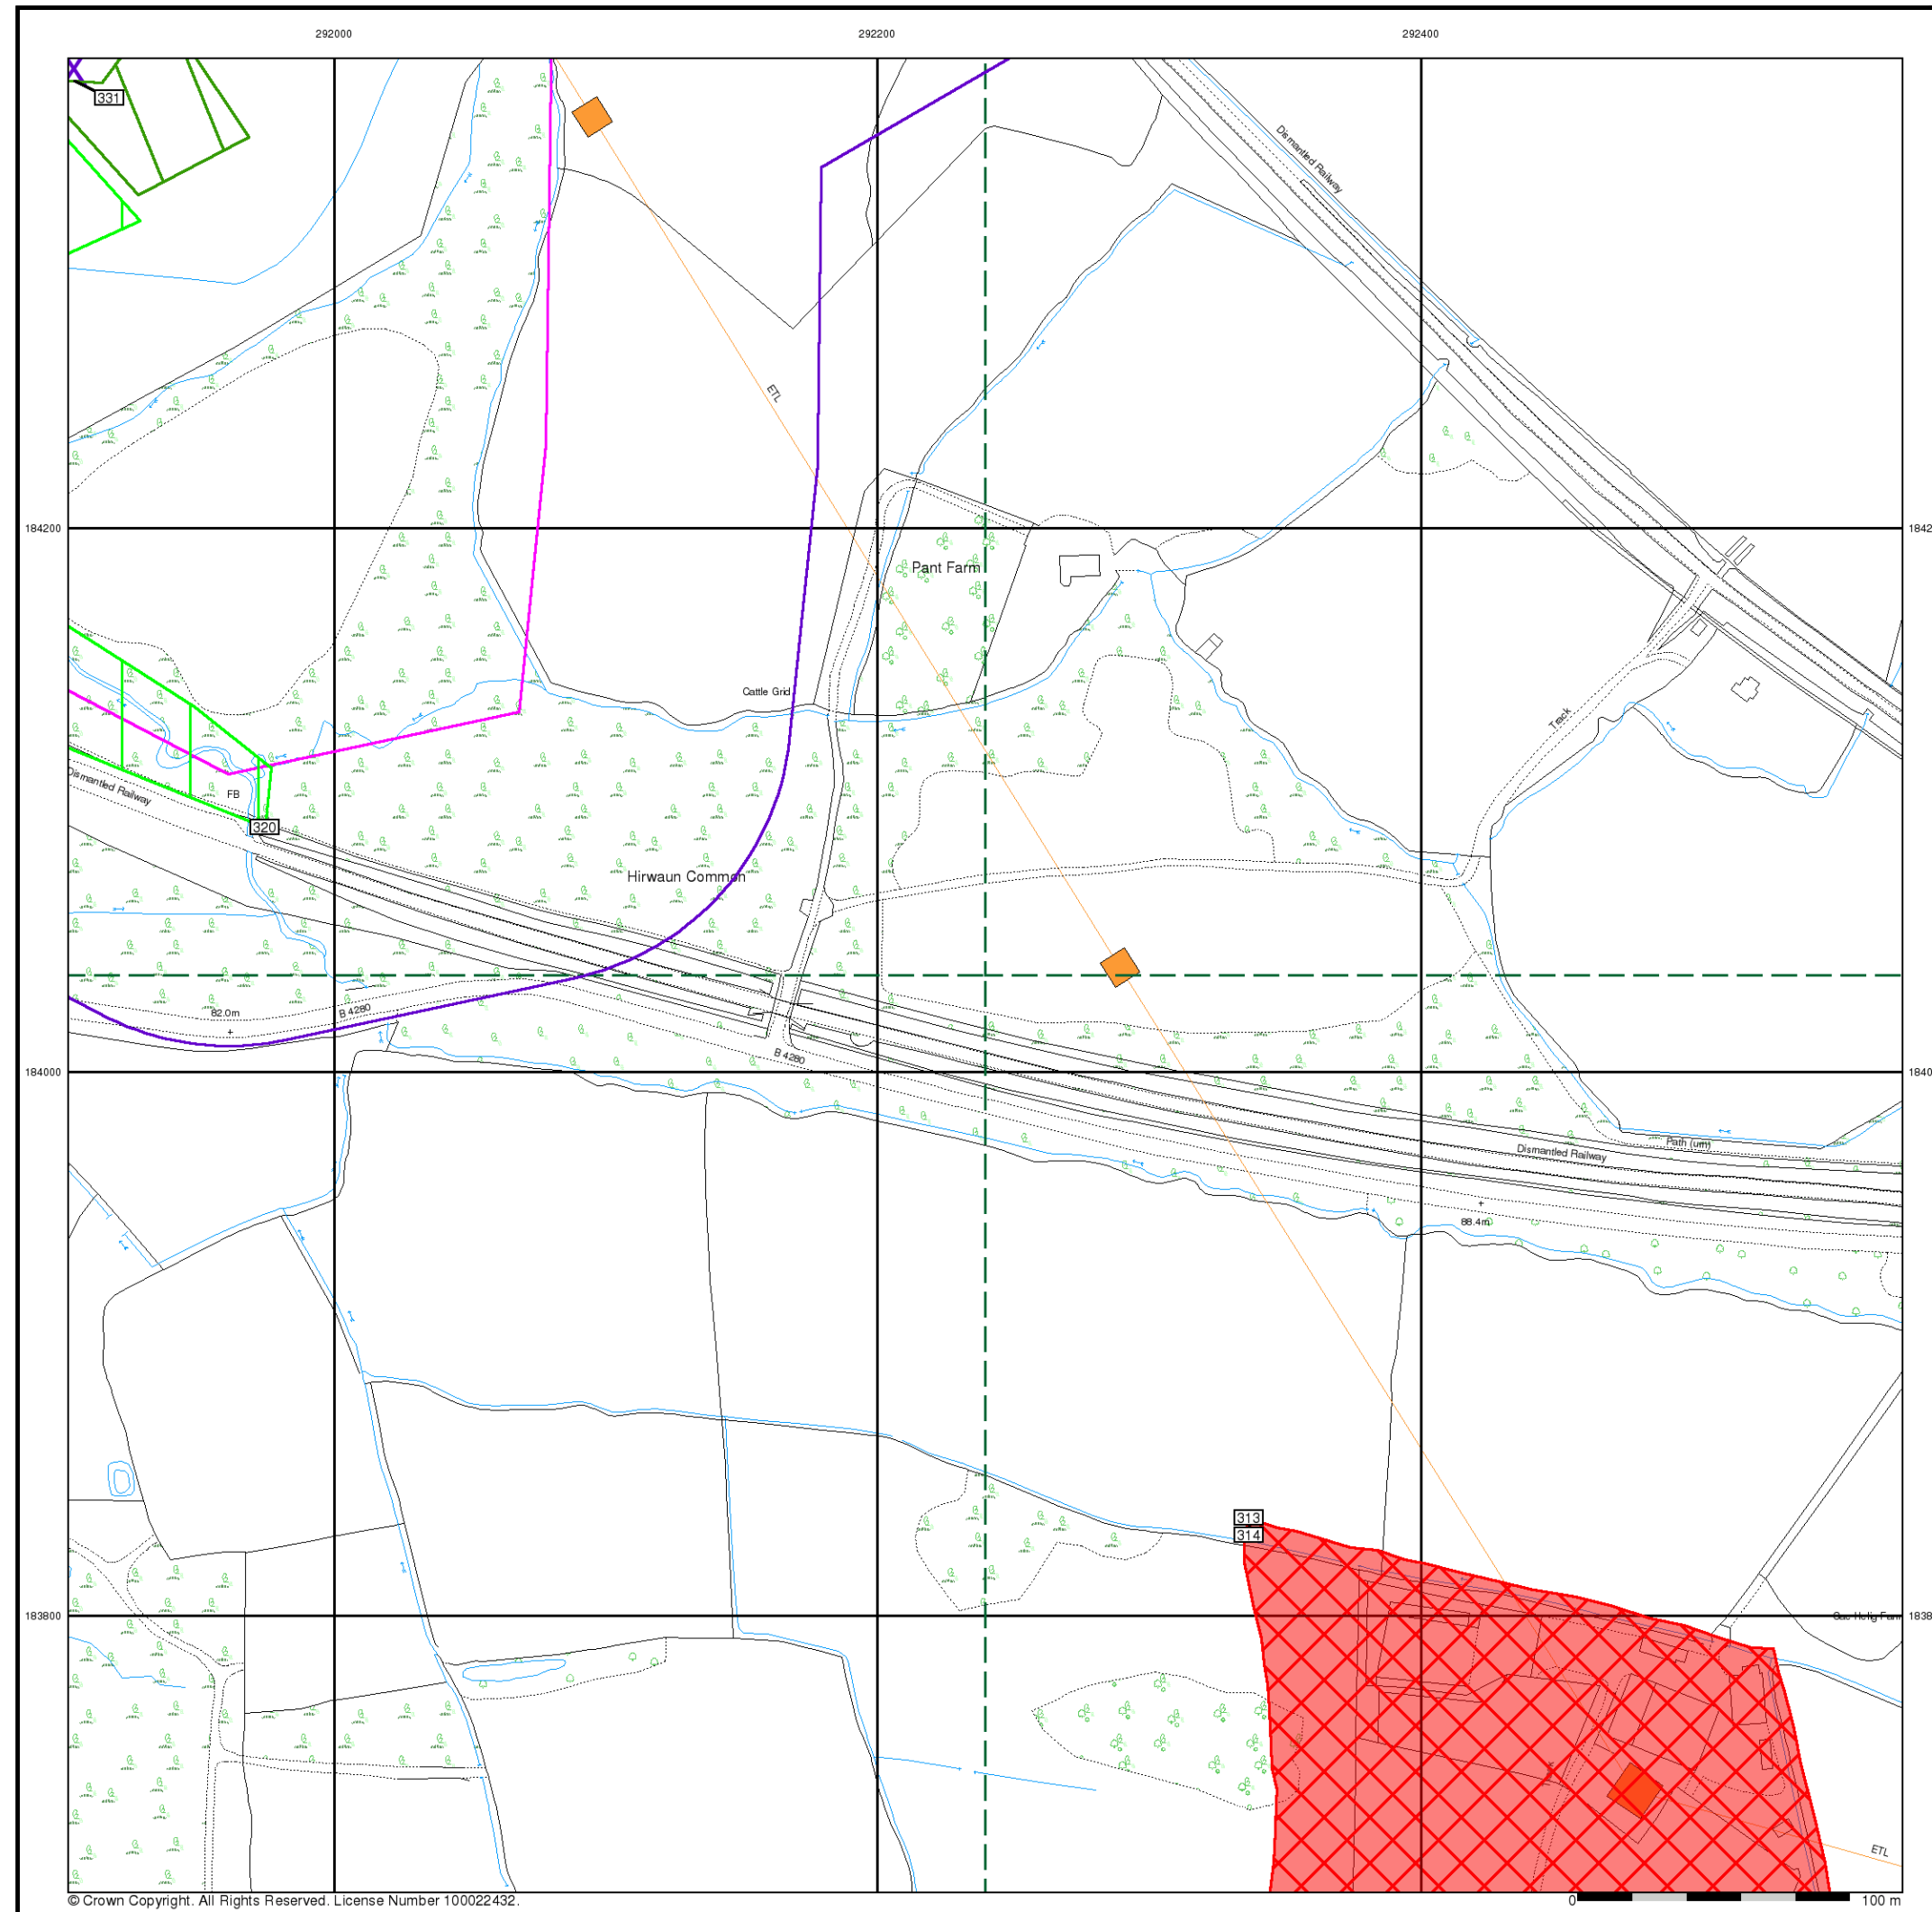 292000
292200
292400
331
Dismantled Railway
ETL
184200
Pant Farm
Cattle Grid
Track
Dismantled Railway
FB
320
Hirwaun Common
82.0m
B 4280
B 4280
184000
Path (um)
Dismantled Railway
88.4m
313
314
183800
Farm
ETL
© Crown Copyright. All Rights Reserved. License Number 100022432.
0
100 m